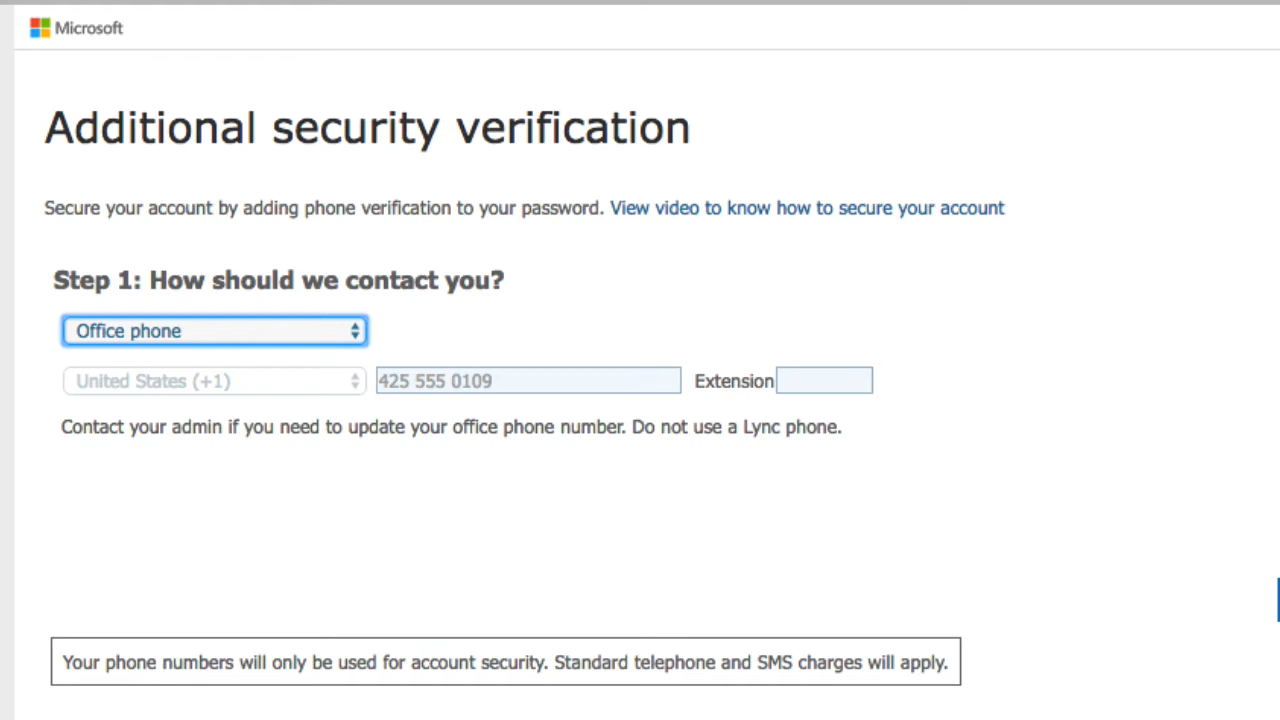 Microsoft
Additional security verification
Secure your account by adding phone verification to your password. View video to know how to secure your account
Step 1: How should we contact you?
Office phone
United States (+1) 425 555 0109 Extension
Contact your admin if you need to update your office phone number. Do not use a Lync phone.
Your phone numbers will only be used for account security. Standard telephone and SMS charges will apply.